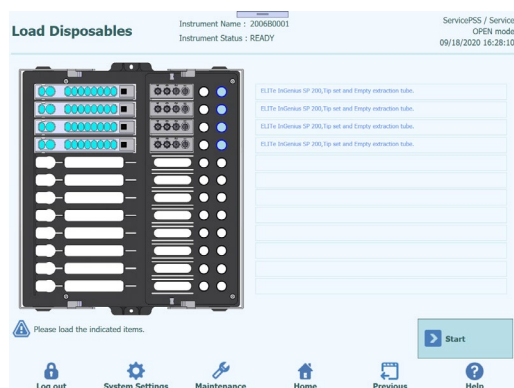 Load Disposables
Instrument Name : 2006B0001
Instrument Status : READY
ServicePSS / Service
OPEN mode
09/18/2020 16:28:10
ELITe InGenius SP 200,Tip set and Empty extraction tube.
ELITe InGenius SP 200,Tip set and Empty extraction tube.
ELITe InGenius SP 200,Tip set and Empty extraction tube.
ELITe InGenius SP 200,Tip set and Empty extraction tube.
Please load the indicated items.
Start
Log out
System Settings
Maintenance
Home
Previous
Help